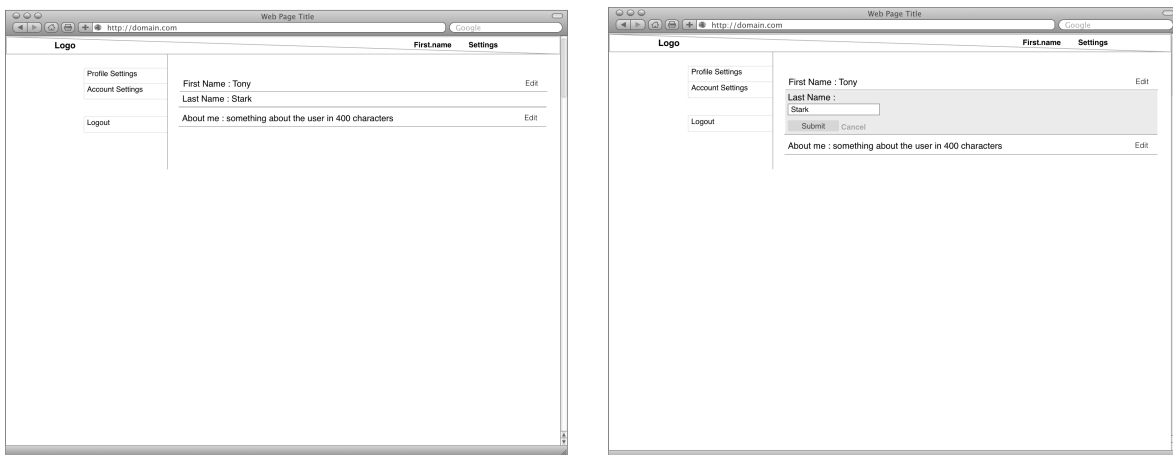 Web Page Title
http://domain.com
Google
Logo
First.name Settings
Profile Settings
Account Settings
Logout
First Name : Tony Edit
Last Name : Stark
About me : something about the user in 400 characters Edit
Web Page Title
http://domain.com
Google
Logo
First.name Settings
Profile Settings
Account Settings
Logout
First Name : Tony Edit
Last Name :
Stark
Submit Cancel
About me : something about the user in 400 characters Edit